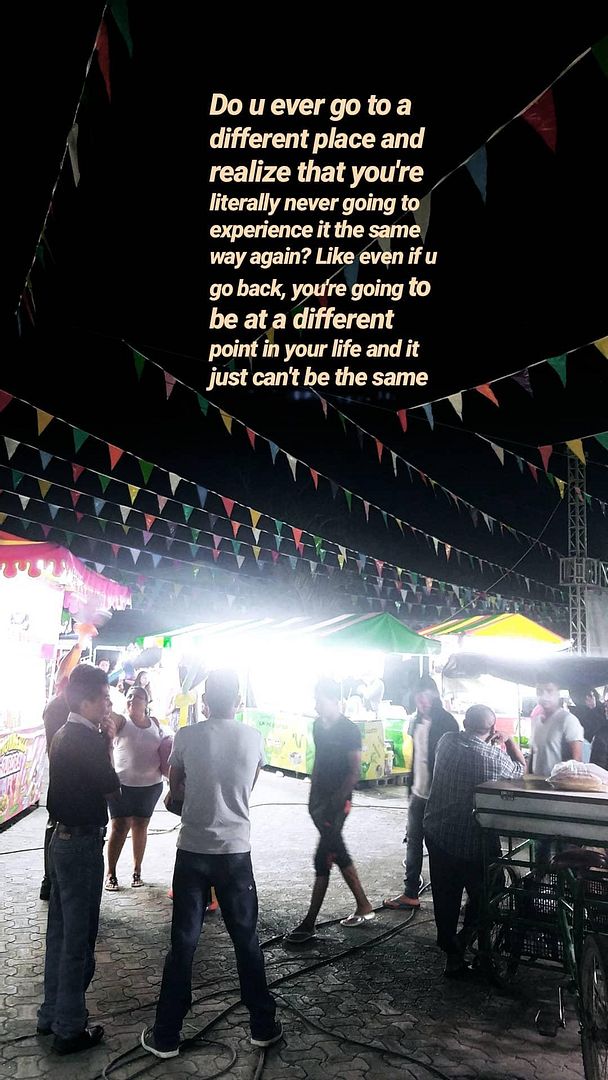 Do u ever go to a
different place and
realize that you're
literally never going to
experience it the same
way again? Like even if u
go back, you're going to
be at a different
point in your life and it
just can't be the same